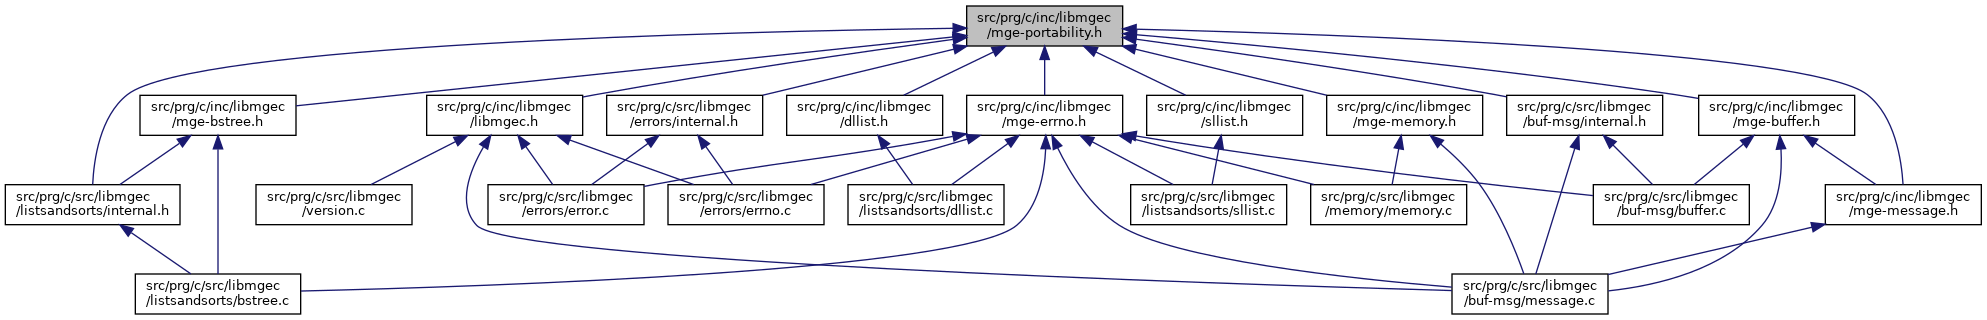 src/prg/c/inc/libmgec
/mge-portability.h
src/prg/c/inc/libmgec
/mge-bstree.h
src/prg/c/inc/libmgec
/libmgec.h
src/prg/c/src/libmgec
/errors/internal.h
src/prg/c/inc/libmgec
/dllist.h
src/prg/c/inc/libmgec
/mge-errno.h
src/prg/c/inc/libmgec
/sllist.h
src/prg/c/inc/libmgec
/mge-memory.h
src/prg/c/src/libmgec
/buf-msg/internal.h
src/prg/c/inc/libmgec
/mge-buffer.h
src/prg/c/src/libmgec
/listsandsorts/internal.h
src/prg/c/src/libmgec
/version.c
src/prg/c/src/libmgec
/errors/error.c
src/prg/c/src/libmgec
/errors/errno.c
src/prg/c/src/libmgec
/listsandsorts/dllist.c
src/prg/c/src/libmgec
/listsandsorts/sllist.c
src/prg/c/src/libmgec
/memory/memory.c
src/prg/c/src/libmgec
/buf-msg/buffer.c
src/prg/c/inc/libmgec
/mge-message.h
src/prg/c/src/libmgec
/listsandsorts/bstree.c
src/prg/c/src/libmgec
/buf-msg/message.c